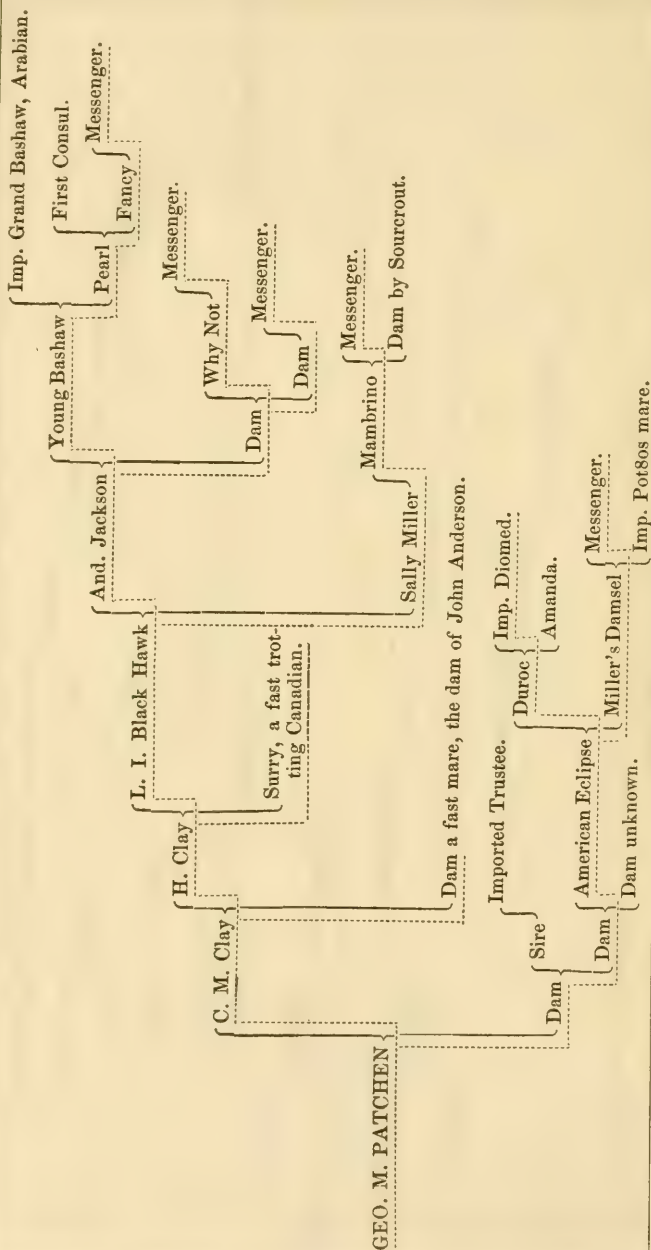 GEO. M. PATCHEN
C. M. Clay
H. Clay
L. I. Black Hawk
And. Jackson
Young Bashaw
Imp. Grand Bashaw, Arabian.
Pearl
First Consul.
Fancy
Messenger.
Dam
Why Not
Messenger.
Dam
Messenger.
Sally Miller
Mambrino
Messenger.
Dam by Sourcrout.
Surry, a fast trot-
ting Canadian.
Dam a fast mare, the dam of John Anderson.
Dam
Sire
Imported Trustee.
Dam
American Eclipse
Duroc
Imp. Diomed.
Amanda.
Miller's Damsel
Messenger.
Imp. Pot8os mare.
Dam unknown.